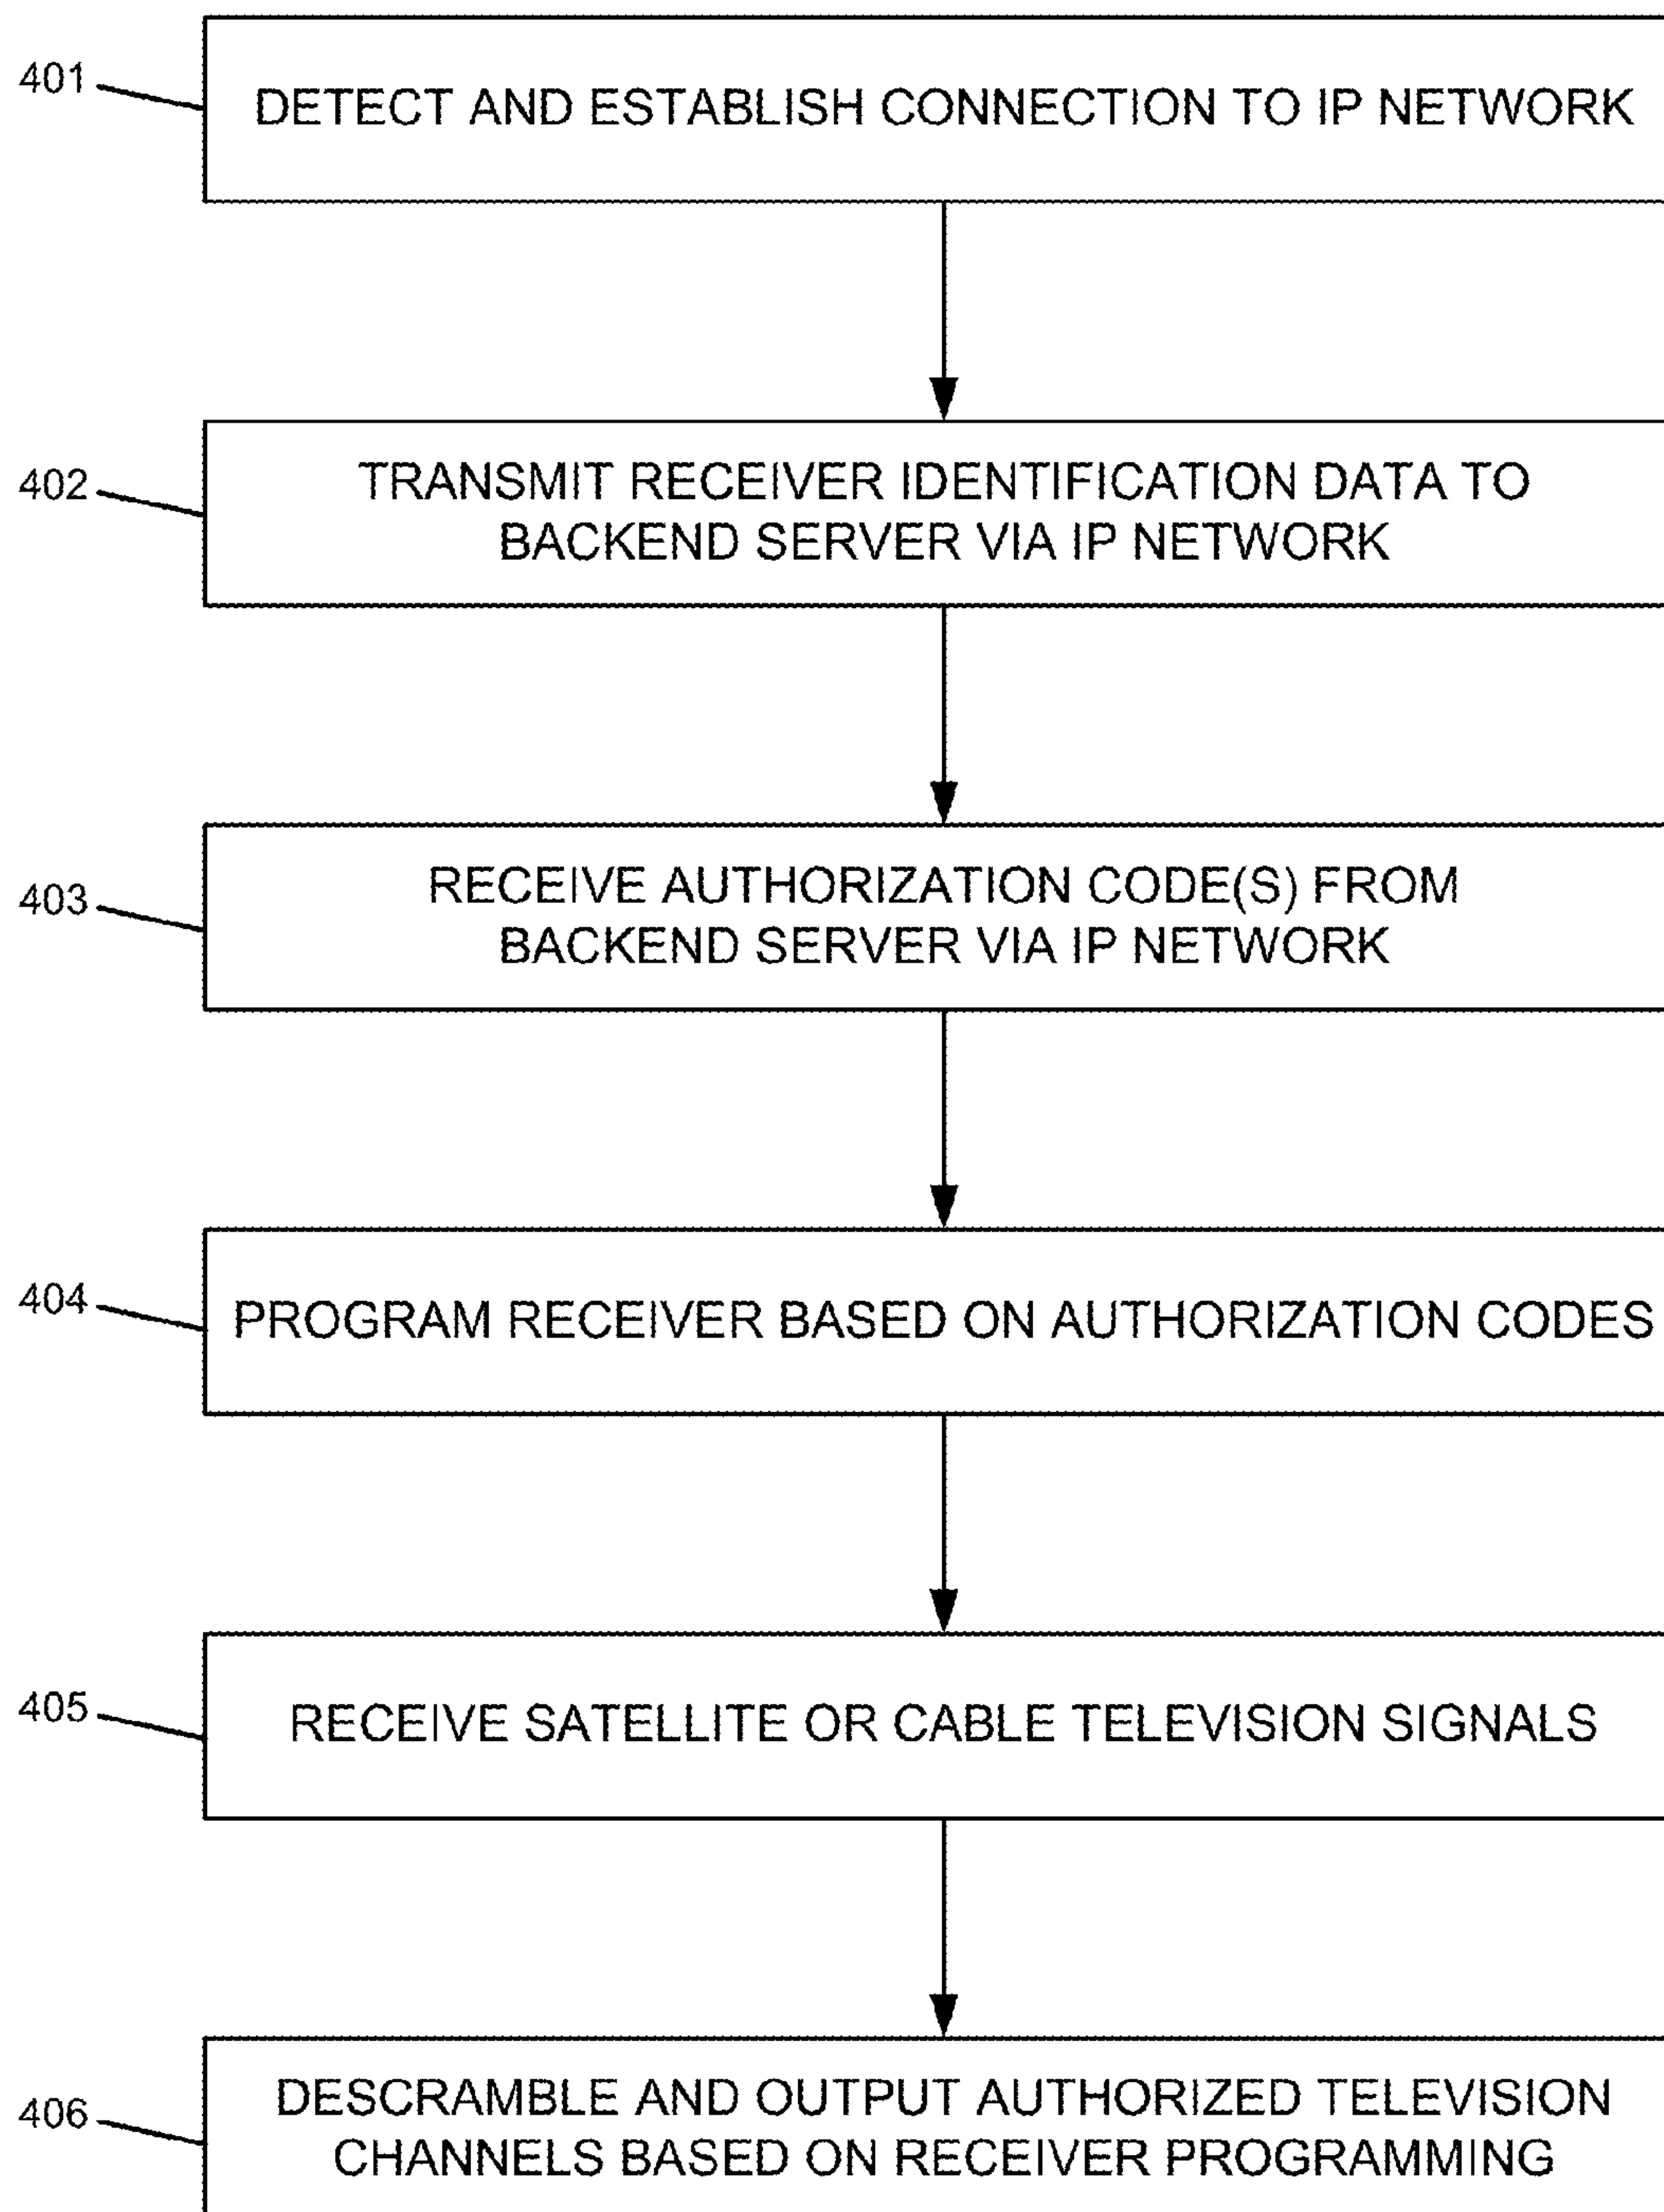 401
DETECT AND ESTABLISH CONNECTION TO IP NETWORK
402
TRANSMIT RECEIVER IDENTIFICATION DATA TO
BACKEND SERVER VIA IP NETWORK
403
RECEIVE AUTHORIZATION CODE(S) FROM
BACKEND SERVER VIA IP NETWORK
404
PROGRAM RECEIVER BASED ON AUTHORIZATION CODES
405
RECEIVE SATELLITE OR CABLE TELEVISION SIGNALS
406
DESCRAMBLE AND OUTPUT AUTHORIZED TELEVISION
CHANNELS BASED ON RECEIVER PROGRAMMING